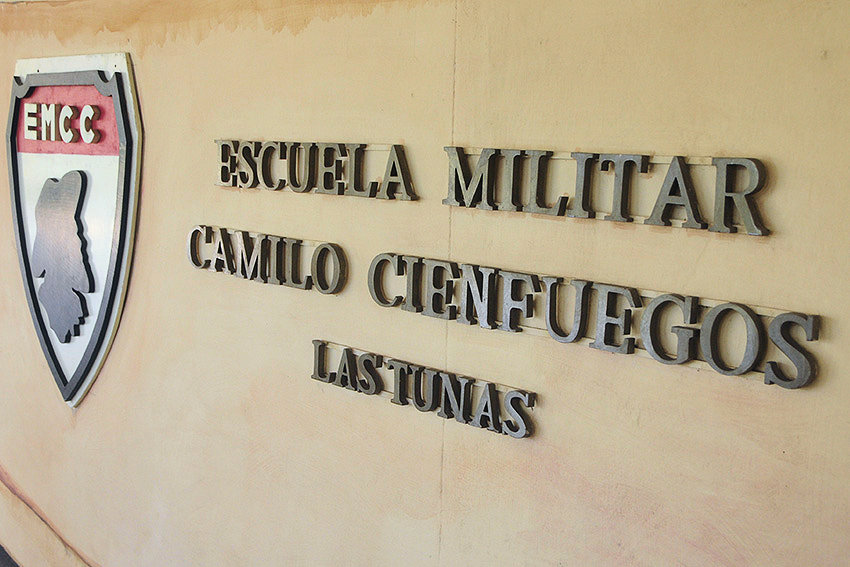 EMCC
ESCUELA MILITAR
CAMILO CIENFUEGOS
LAS TUNAS